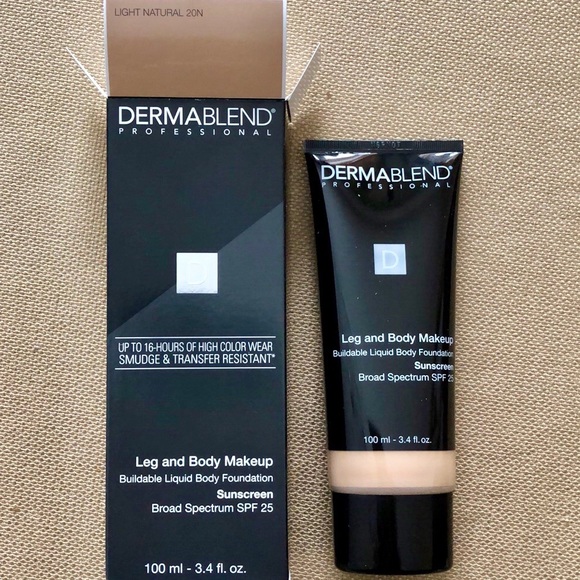 LIGHT NATURAL 20N
DERMABLEND®
PROFESSIONAL
D
UP TO 16-HOURS OF HIGH COLOR WEAR
SMUDGE & TRANSFER RESISTANT*
Leg and Body Makeup
Buildable Liquid Body Foundation
Sunscreen
Broad Spectrum SPF 25
100 ml - 3.4 fl. oz.
DERMABLEND®
PROFESSIONAL
D
Leg and Body Makeup
Buildable Liquid Body Foundation
Sunscreen
Broad Spectrum SPF 25
100 ml - 3.4 fl. oz.